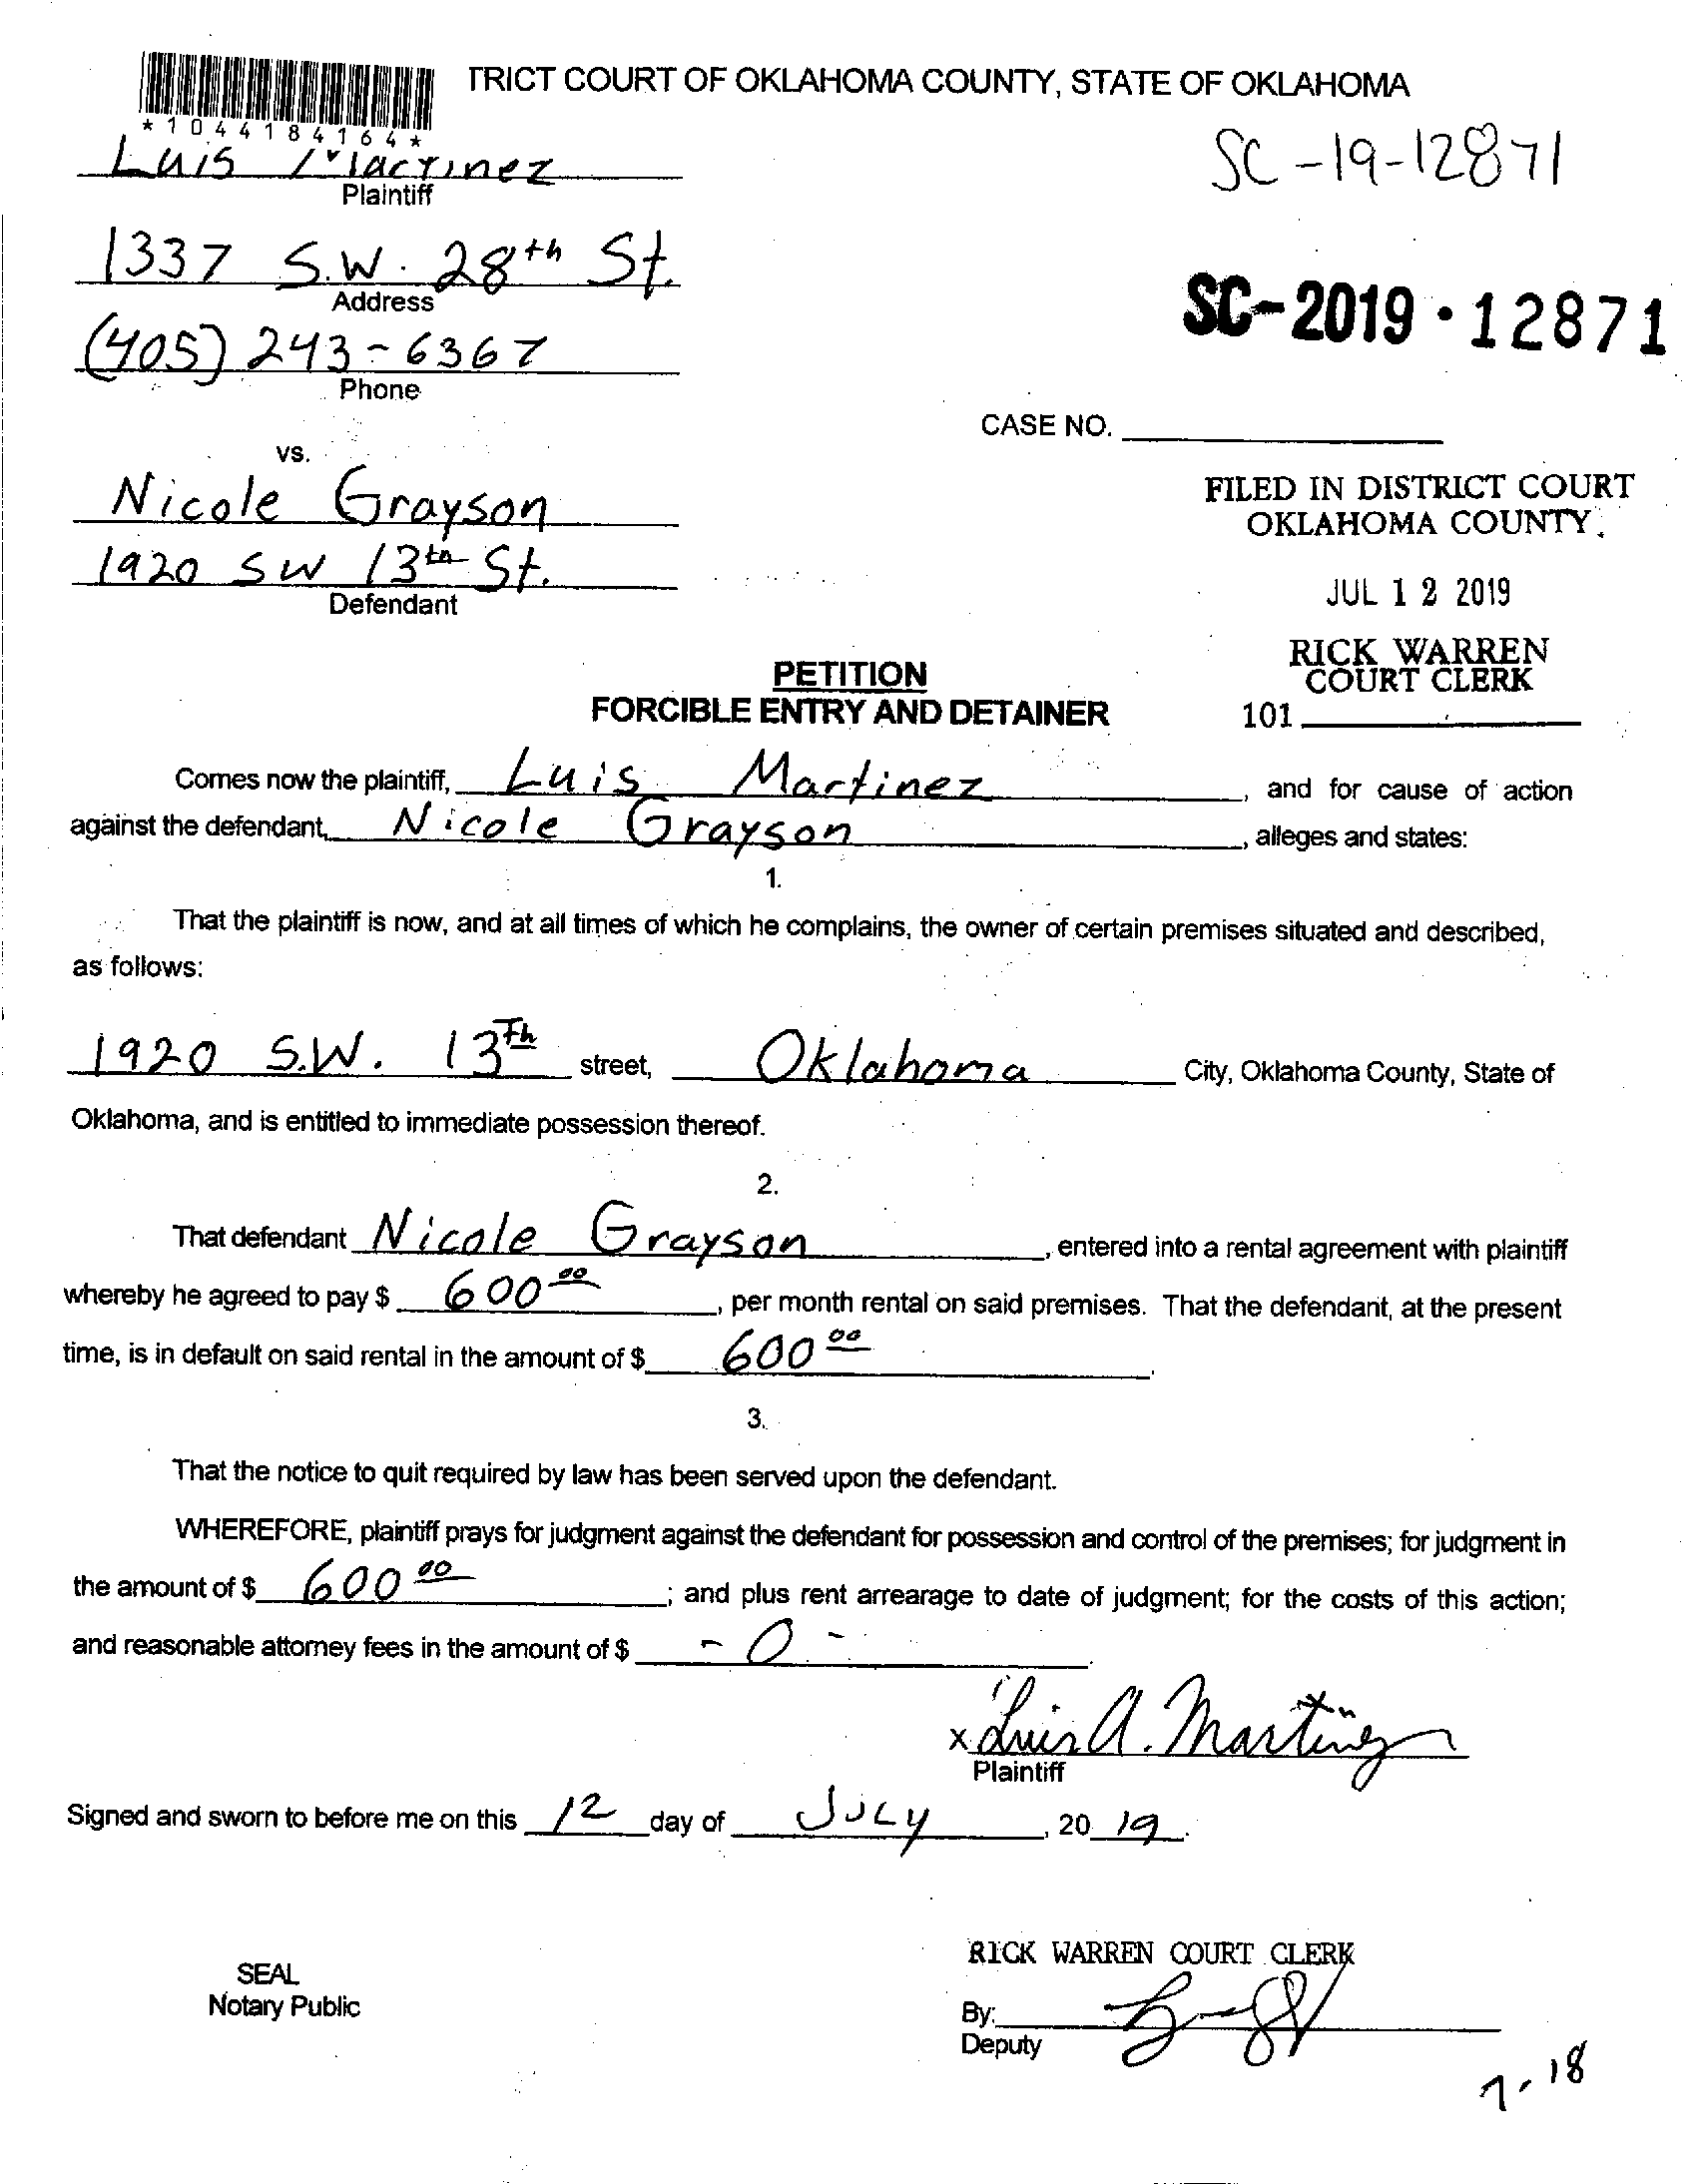 TRICT COURT OF OKLAHOMA COUNTY, STATE OF OKLAHOMA
*1044184164*
Luis Martinez
Plaintiff
SC-19-12871
1337 S.W. 28th St.
Address
SC-2019-12871
(405) 243-6367
Phone
CASE NO.
vs.
Nicole Grayson
FILED IN DISTRICT COURT
OKLAHOMA COUNTY
1920 SW 13th St.
Defendant
JUL 12 2019
RICK WARREN
COURT CLERK
101
PETITION
FORCIBLE ENTRY AND DETAINER
Comes now the plaintiff, Luis Martinez, and for cause of action
against the defendant, Nicole Grayson, alleges and states:
1.
That the plaintiff is now, and at all times of which he complains, the owner of certain premises situated and described,
as follows:
1920 S.W. 13Th street, Oklahoma City, Oklahoma County, State of
Oklahoma, and is entitled to immediate possession thereof.
2.
That defendant Nicole Grayson, entered into a rental agreement with plaintiff
whereby he agreed to pay $ 600 00, per month rental on said premises. That the defendant, at the present
time, is in default on said rental in the amount of $ 600 00.
3.
That the notice to quit required by law has been served upon the defendant.
WHEREFORE, plaintiff prays for judgment against the defendant for possession and control of the premises; for judgment in
the amount of $ 600 00; and plus rent arrearage to date of judgment; for the costs of this action;
and reasonable attorney fees in the amount of $ -0-.
x Luis A. Martinez
Plaintiff
Signed and sworn to before me on this 12 day of JULY, 20 19.
RICK WARREN COURT CLERK
SEAL
Notary Public
By:
Deputy
7-18